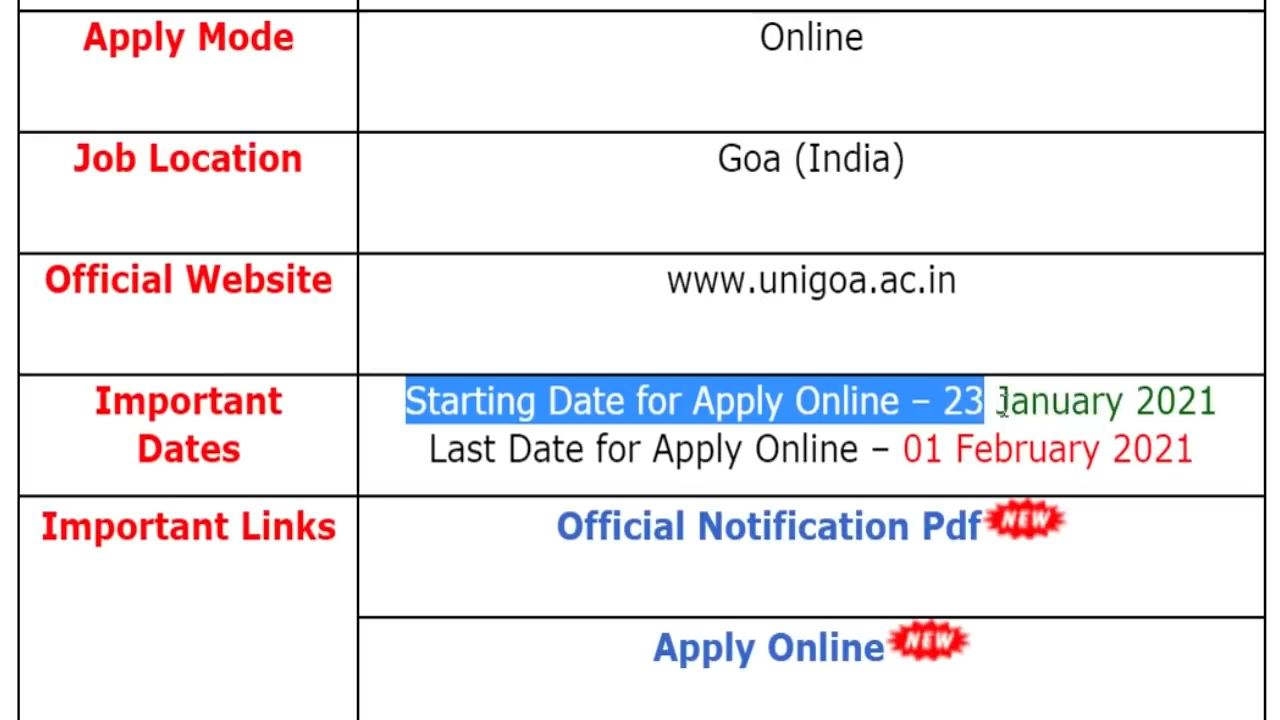 Apply Mode
Online
Job Location
Goa (India)
Official Website
www.unigoa.ac.in
Important
Dates
Starting Date for Apply Online – 23 January 2021
Last Date for Apply Online – 01 February 2021
Important Links
Official Notification Pdf NEW
Apply Online NEW